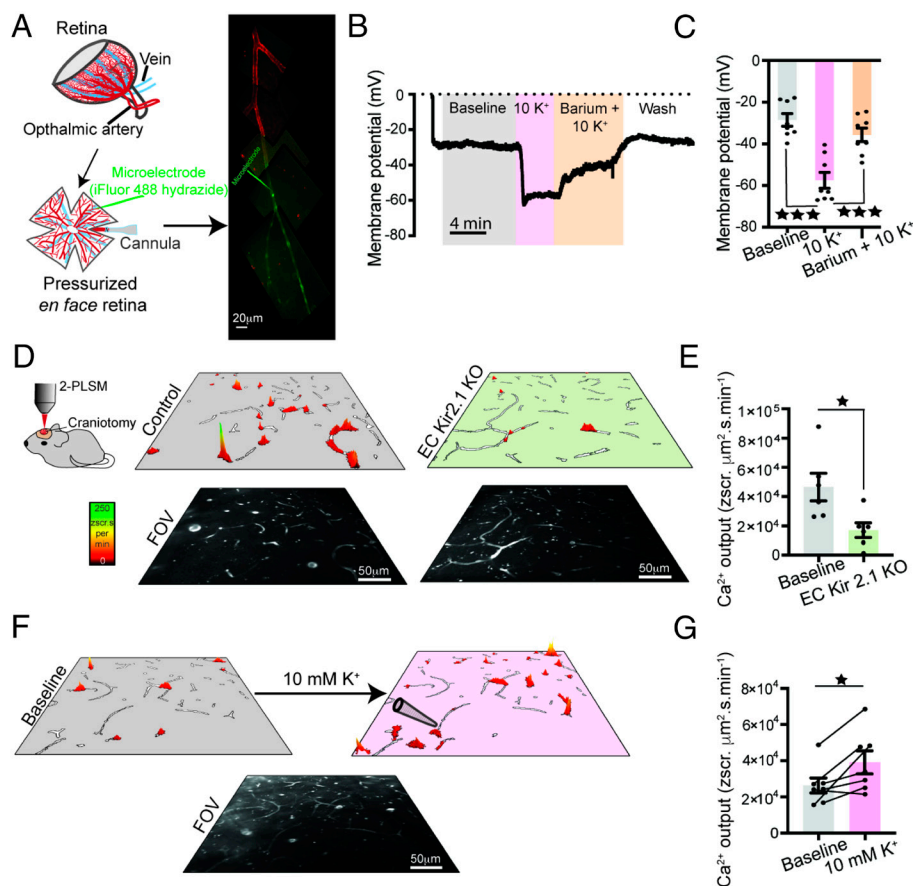 A
Retina
Vein
Opthalmic artery
Microelectrode
(iFluor 488 hydrazide)
Cannula
Pressurized
en face retina
Microelectrode
20µm
B
Membrane potential (mV)
0
-20
-40
-60
-80
Baseline
10 K⁺
Barium +
10 K⁺
Wash
4 min
C
Membrane potential (mV)
0
-20
-40
-60
-80
★★★
★★★
Baseline
10 K⁺
Barium + 10 K⁺
D
2-PLSM
Craniotomy
250
zscr.s
per
min
0
Control
EC Kir2.1 KO
FOV
50µm
50µm
E
Ca²⁺ output (zscr. µm².s.min⁻¹)
1×10⁵
8×10⁴
6×10⁴
4×10⁴
2×10⁴
0
★
Baseline
EC Kir 2.1 KO
F
Baseline
10 mM K⁺
FOV
50µm
G
Ca²⁺ output (zscr. µm².s.min⁻¹)
8×10⁴
6×10⁴
4×10⁴
2×10⁴
0
★
Baseline
10 mM K⁺